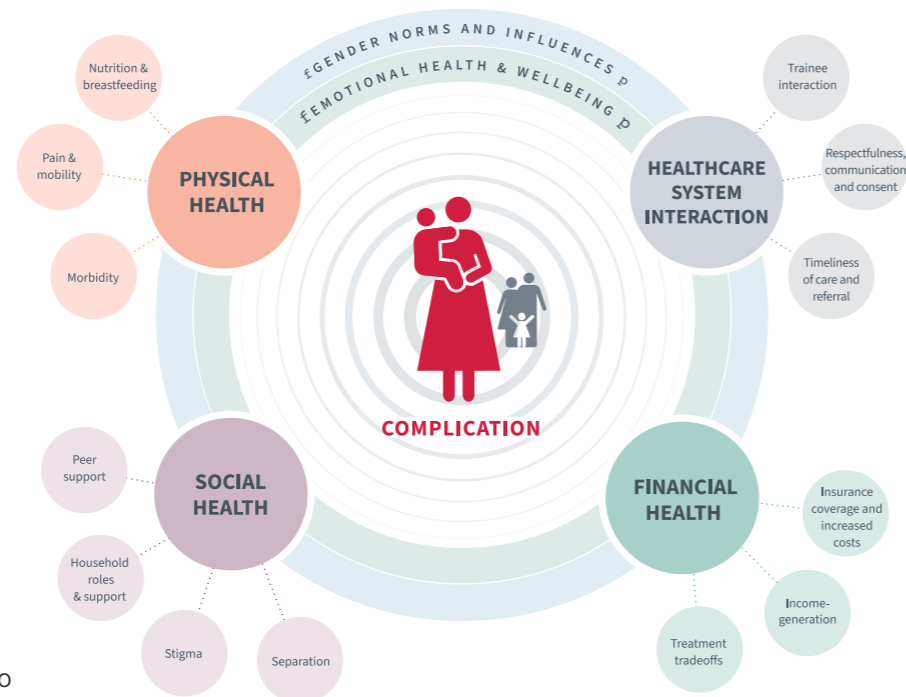 £GENDER NORMS AND INFLUENCES p
£EMOTIONAL HEALTH & WELLBEING p
Nutrition &
breastfeeding
Pain &
mobility
Morbidity
PHYSICAL
HEALTH
HEALTHCARE
SYSTEM
INTERACTION
Trainee
interaction
Respectfulness,
communication
and consent
Timeliness
of care and
referral
COMPLICATION
Peer
support
Household
roles
& support
Stigma
Separation
SOCIAL
HEALTH
FINANCIAL
HEALTH
Insurance
coverage and
increased
costs
Income-
generation
Treatment
tradeoffs
o